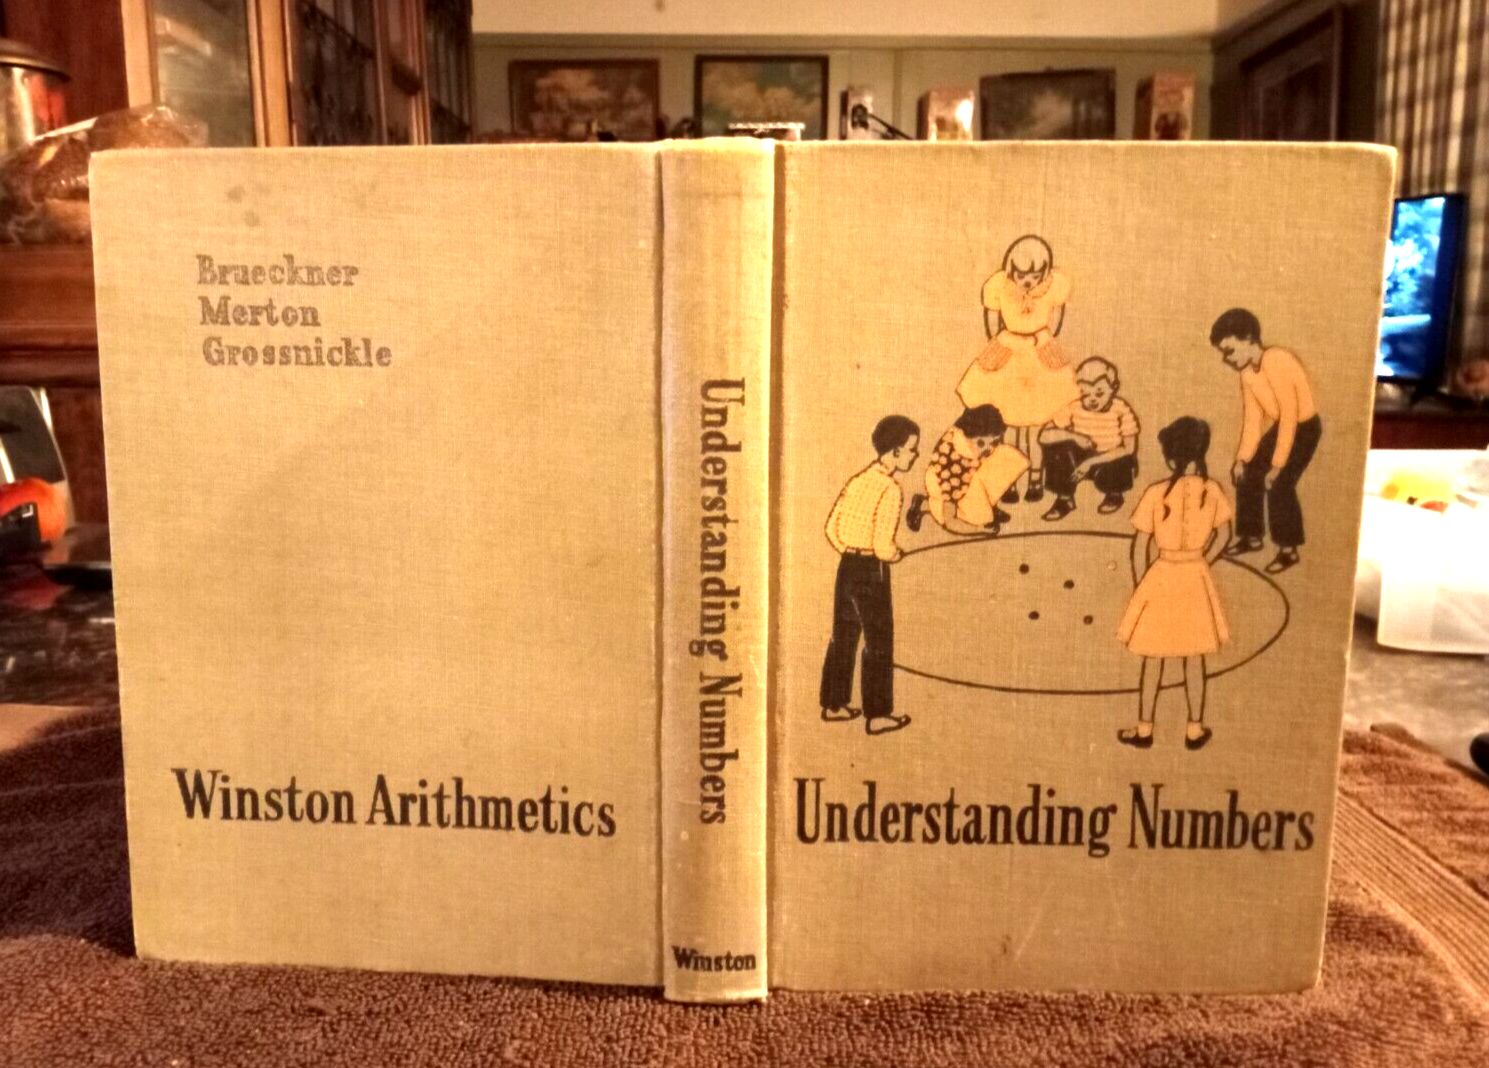 Brueckner
Merton
Grossnickle
Winston Arithmetics
Understanding Numbers
Winston
Understanding Numbers